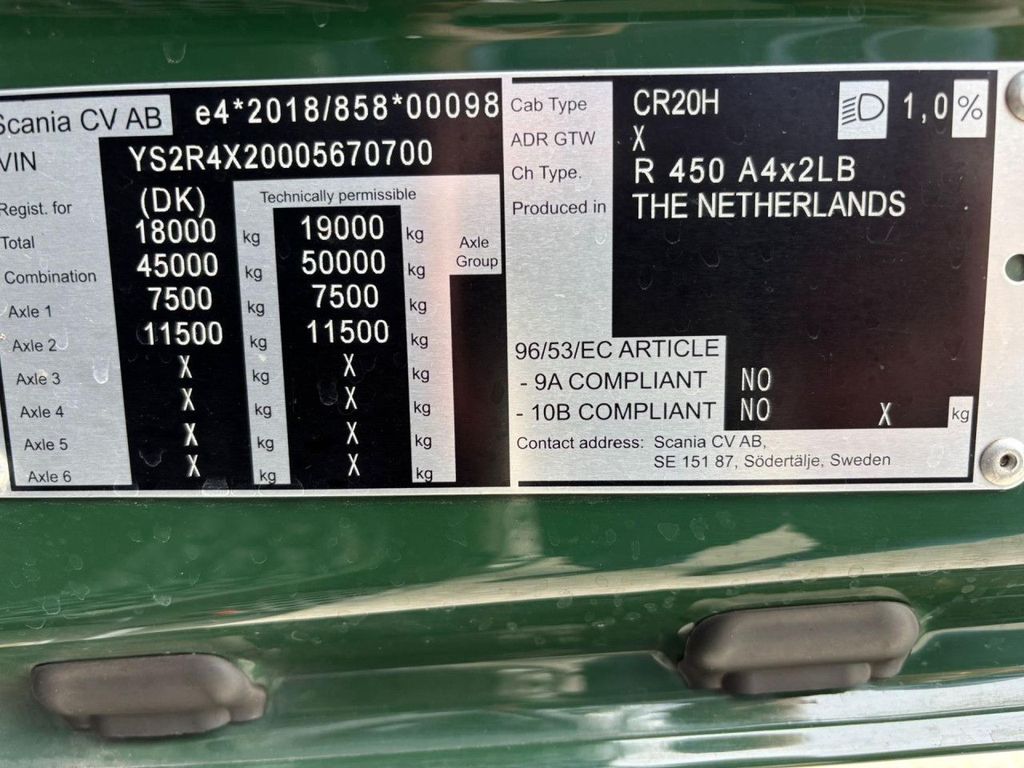 Scania CV AB e4*2018/858*00098
VIN YS2R4X20005670700
Regist. for (DK) Technically permissible
Total 18000 kg 19000 kg Axle Group
Combination 45000 kg 50000 kg
Axle 1 7500 kg 7500 kg
Axle 2 11500 kg 11500 kg
Axle 3 X kg X kg
Axle 4 X kg X kg
Axle 5 X kg X kg
Axle 6 X kg X kg
Cab Type CR20H 1,0%
ADR GTW X
Ch Type. R 450 A4x2LB
Produced in THE NETHERLANDS
96/53/EC ARTICLE
- 9A COMPLIANT NO
- 10B COMPLIANT NO X kg
Contact address: Scania CV AB,
SE 151 87, Södertälje, Sweden